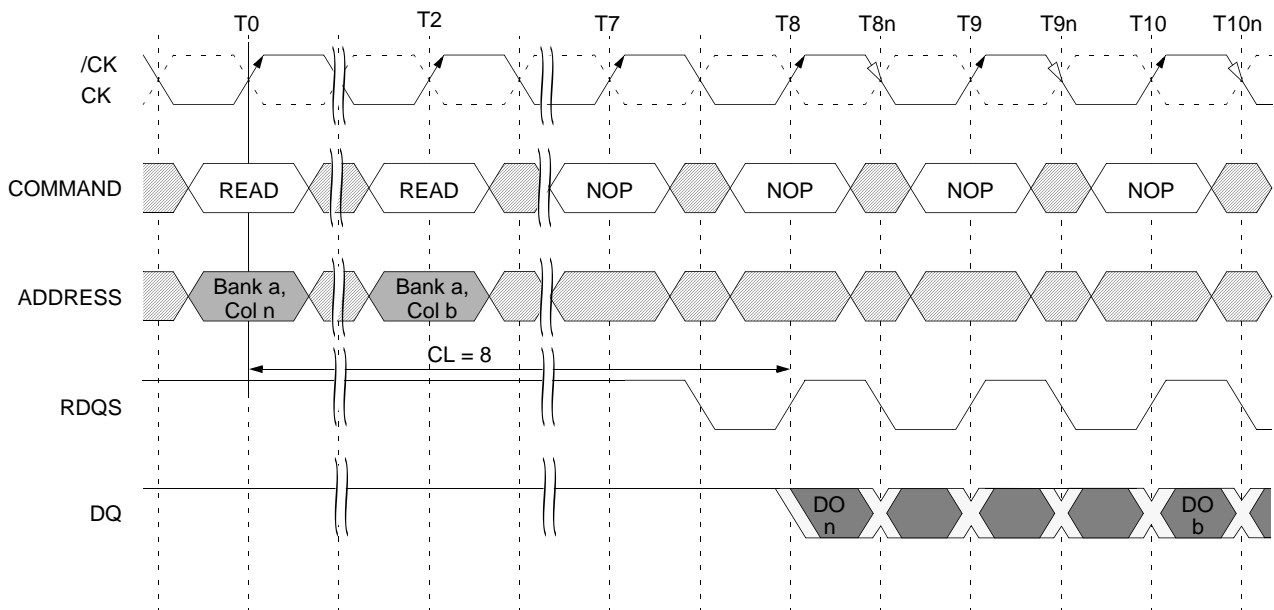 T0 T2 T7 T8 T8n T9 T9n T10 T10n
/CK
CK
COMMAND READ READ NOP NOP NOP NOP
ADDRESS Bank a, Col n Bank a, Col b
CL = 8
RDQS
DQ DO n DO b